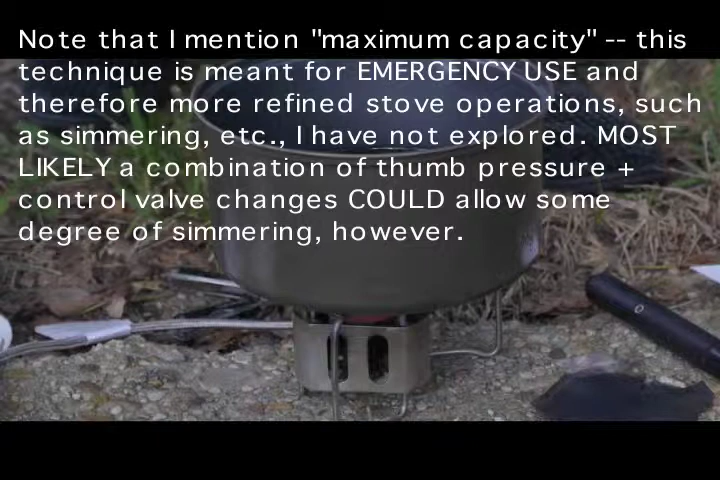 Note that I mention "maximum capacity" -- this
technique is meant for EMERGENCY USE and
therefore more refined stove operations, such
as simmering, etc., I have not explored. MOST
LIKELY a combination of thumb pressure +
control valve changes COULD allow some
degree of simmering, however.